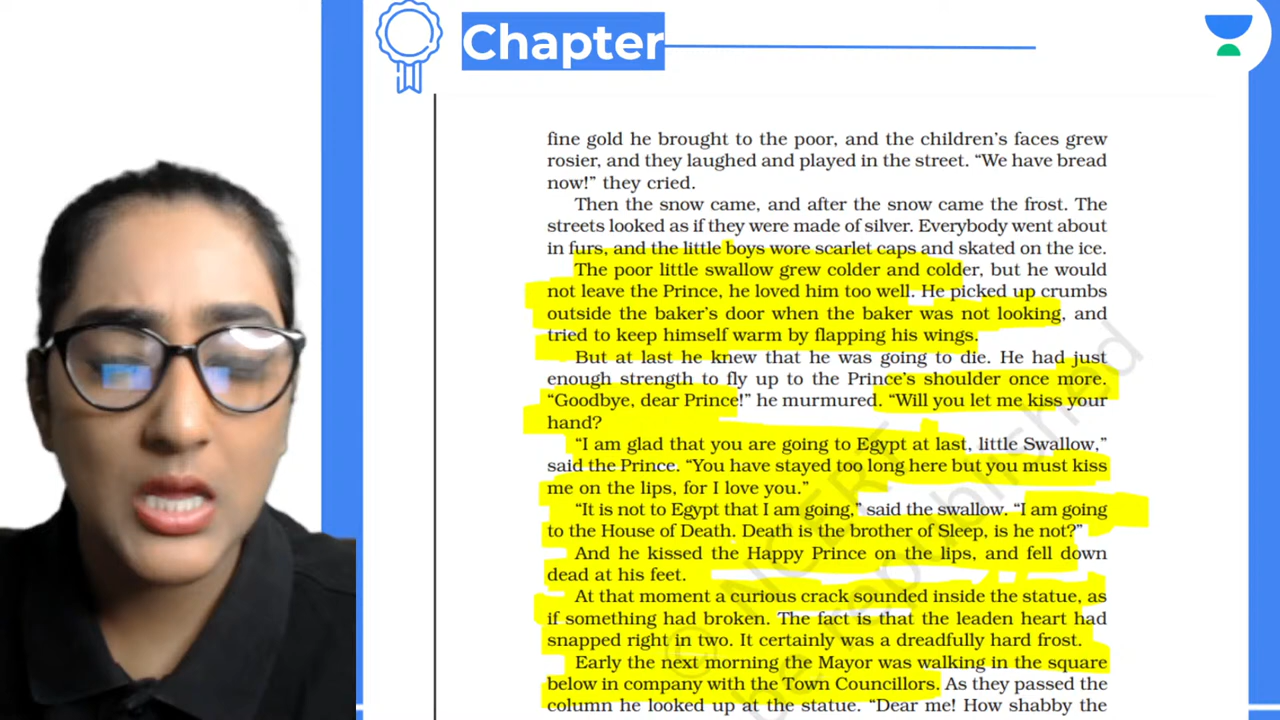 Chapter
fine gold he brought to the poor, and the children’s faces grew
rosier, and they laughed and played in the street. “We have bread
now!” they cried.
Then the snow came, and after the snow came the frost. The
streets looked as if they were made of silver. Everybody went about
in furs, and the little boys wore scarlet caps and skated on the ice.
The poor little swallow grew colder and colder, but he would
not leave the Prince, he loved him too well. He picked up crumbs
outside the baker’s door when the baker was not looking, and
tried to keep himself warm by flapping his wings.
But at last he knew that he was going to die. He had just
enough strength to fly up to the Prince’s shoulder once more.
“Goodbye, dear Prince!” he murmured. “Will you let me kiss your
hand?
“I am glad that you are going to Egypt at last, little Swallow,”
said the Prince. “You have stayed too long here but you must kiss
me on the lips, for I love you.”
“It is not to Egypt that I am going,” said the swallow. “I am going
to the House of Death. Death is the brother of Sleep, is he not?”
And he kissed the Happy Prince on the lips, and fell down
dead at his feet.
At that moment a curious crack sounded inside the statue, as
if something had broken. The fact is that the leaden heart had
snapped right in two. It certainly was a dreadfully hard frost.
Early the next morning the Mayor was walking in the square
below in company with the Town Councillors. As they passed the
column he looked up at the statue. “Dear me! How shabby the
© NCERT
be republished